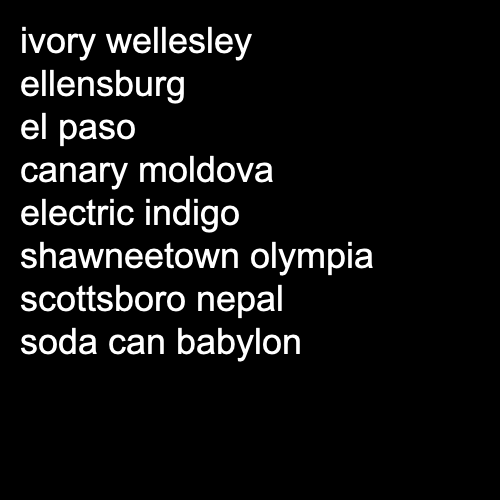 ivory wellesley
ellensburg
el paso
canary moldova
electric indigo
shawneetown olympia
scottsboro nepal
soda can babylon